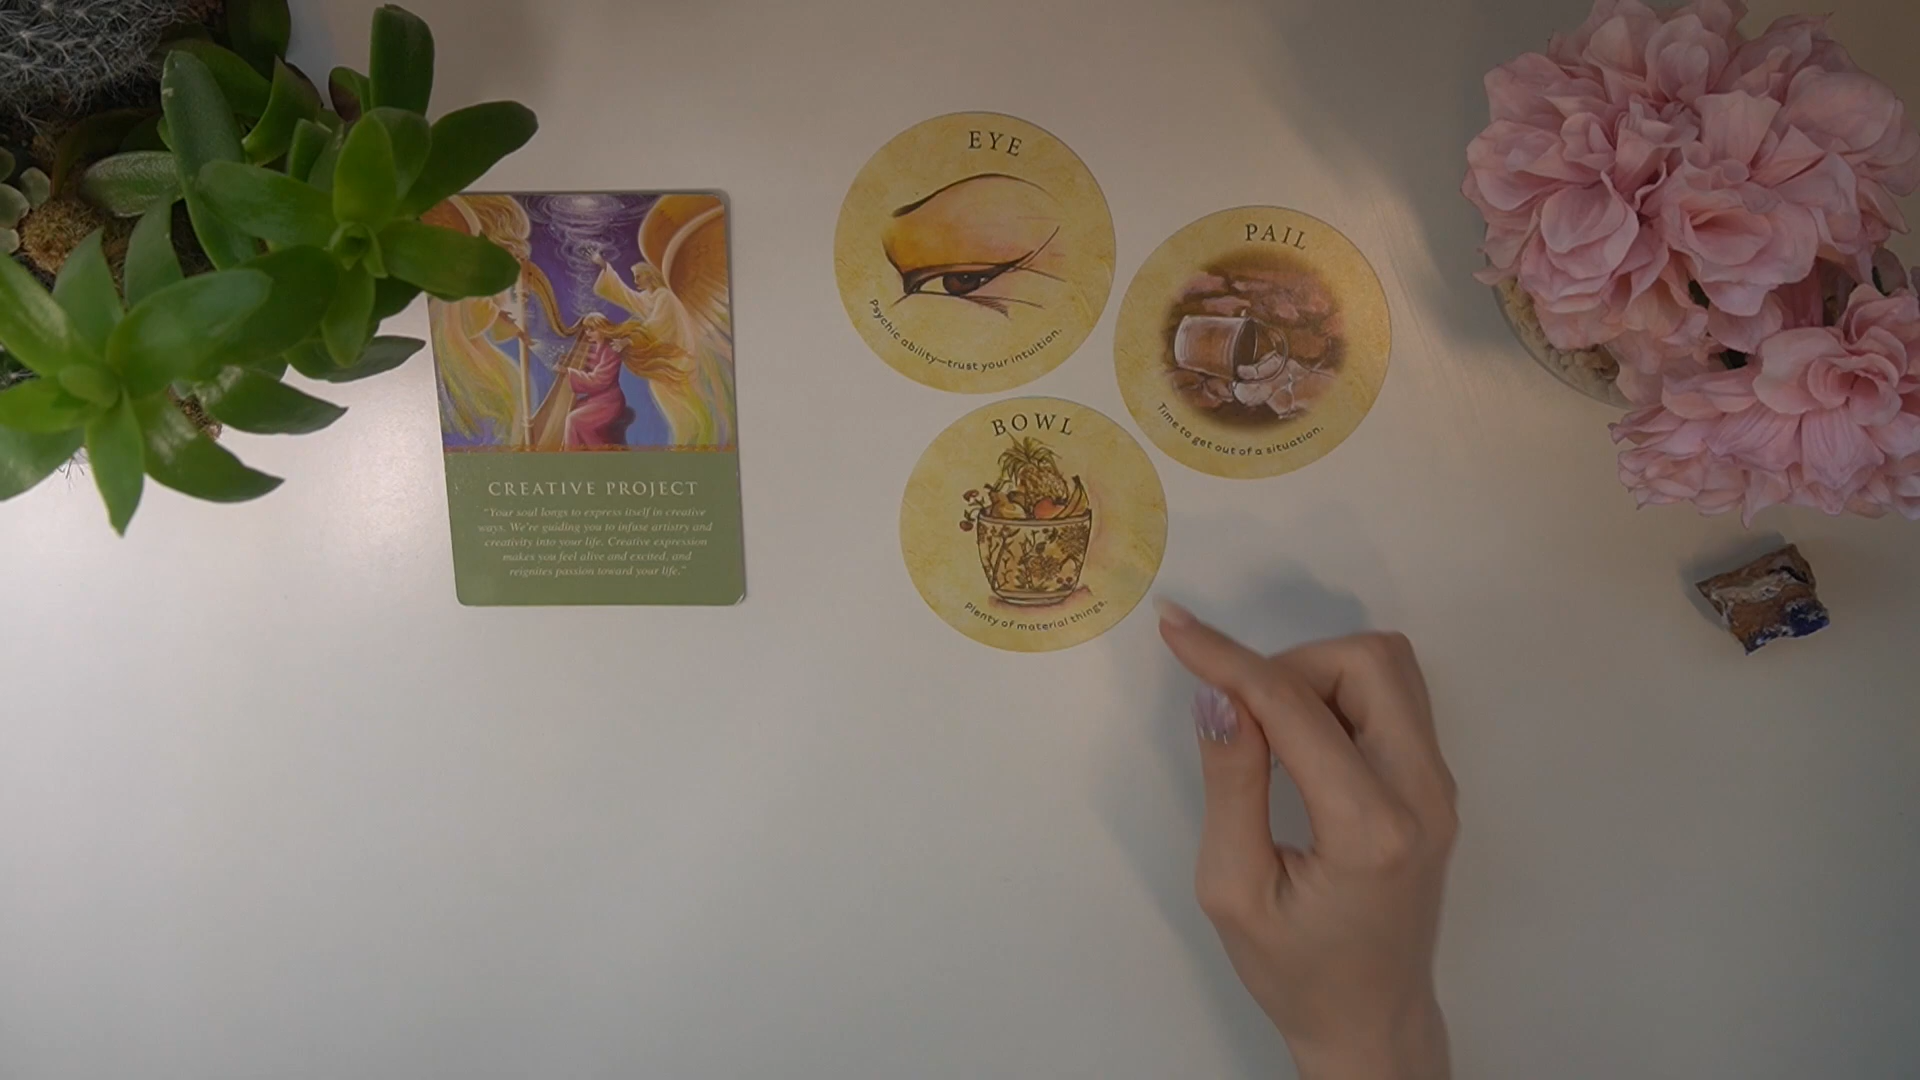 CREATIVE PROJECT
"Your soul longs to express itself in creative
ways. We're guiding you to infuse artistry and
creativity into your life. Creative expression
makes you feel alive and excited, and
reignites passion toward your life."
EYE
Psychic ability—trust your intuition.
PAIL
Time to get out of a situation.
BOWL
Plenty of material things.